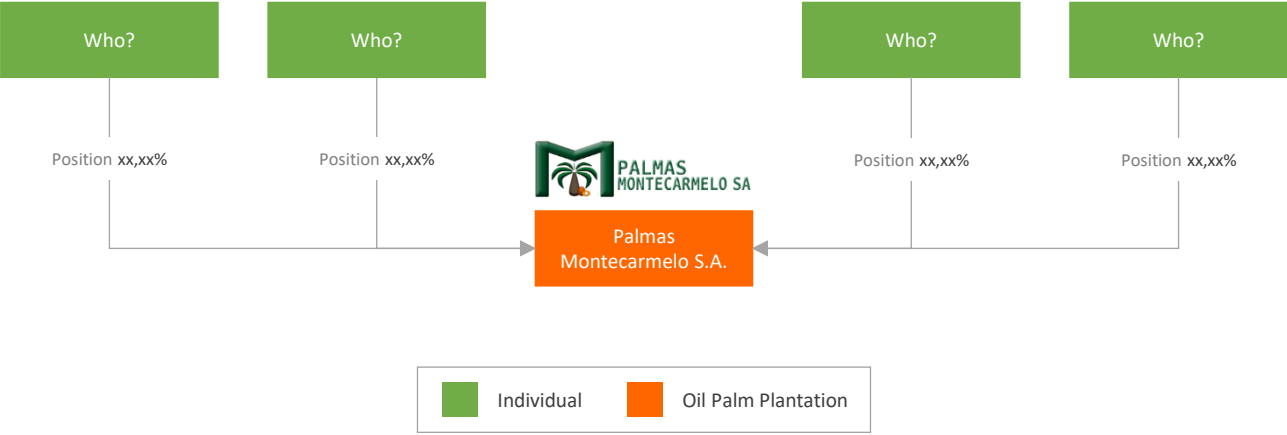 Who?
Who?
Who?
Who?
Position xx,xx%
Position xx,xx%
Position xx,xx%
Position xx,xx%
PALMAS
MONTECARMELO SA
Palmas
Montecarmelo S.A.
Individual
Oil Palm Plantation